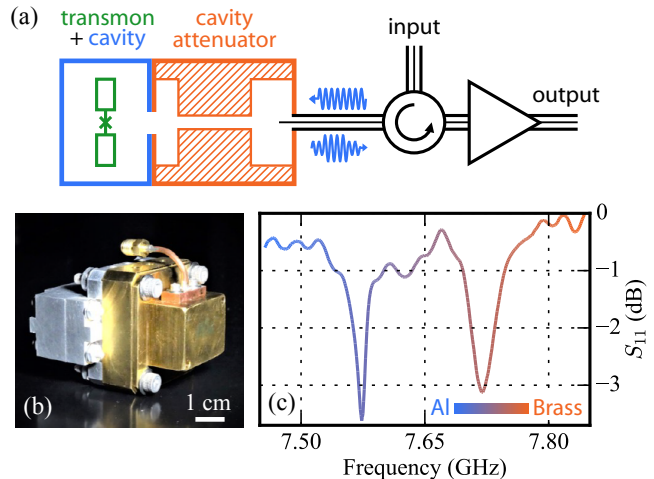 (a)
transmon
+ cavity
cavity
attenuator
input
output
(b)
1 cm
(c)
0
−1
−2
−3
S₁₁ (dB)
Al
Brass
7.50
7.65
7.80
Frequency (GHz)